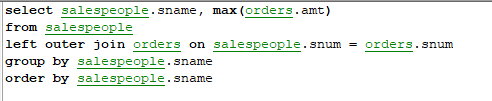 select salespeople.sname, max(orders.amt)
from salespeople
left outer join orders on salespeople.snum = orders.snum
group by salespeople.sname
order by salespeople.sname